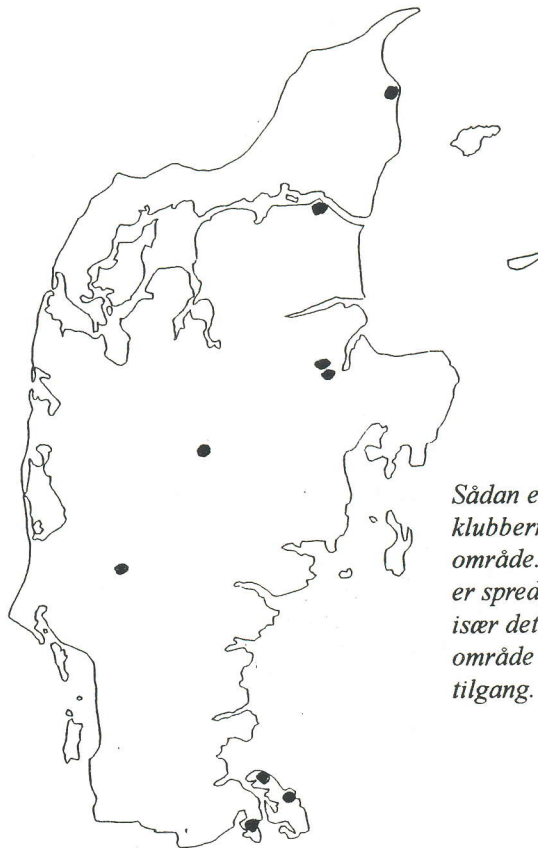 Sådan e
klubbern
område.
er spred
især det
område
tilgang.